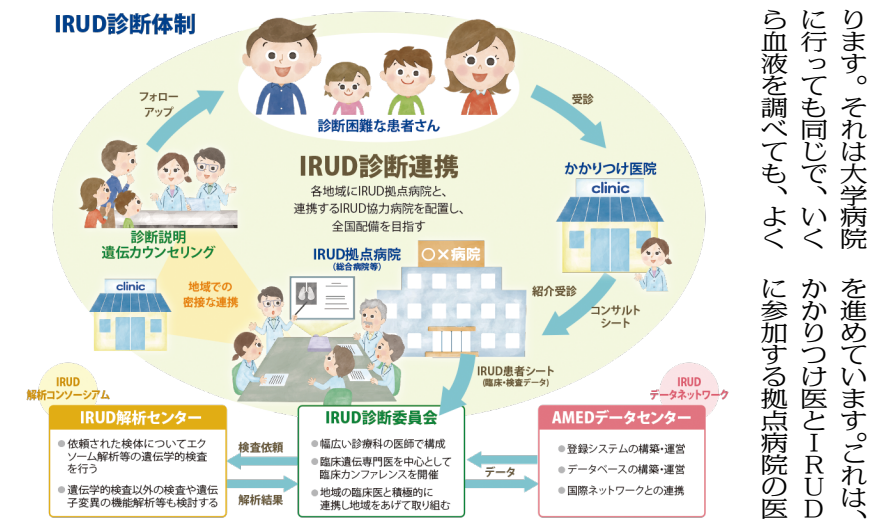 IRUD診断体制
フォロー
アップ
診断困難な患者さん
受診
IRUD診断連携
各地域にIRUD拠点病院と、
連携するIRUD協力病院を配置し、
全国配備を目指す
かかりつけ医院
clinic
診断説明
遺伝カウンセリング
IRUD拠点病院
(総合病院等)
〇×病院
clinic
地域での
密接な連携
紹介受診
コンサルト
シート
IRUD患者シート
(臨床・検査データ)
IRUD
解析コンソーシアム
IRUD解析センター
●依頼された検体についてエク
ソーム解析等の遺伝学的検査
を行う
●遺伝学的検査以外の検査や遺伝
子変異の機能解析等も検討する
検査依頼
解析結果
IRUD診断委員会
●幅広い診療科の医師で構成
●臨床遺伝専門医を中心として
臨床カンファレンスを開催
●地域の臨床医と積極的に
連携し地域をあげて取り組む
データ
IRUD
データネットワーク
AMEDデータセンター
●登録システムの構築・運営
●データベースの構築・運営
●国際ネットワークとの連携
ります。それは大学病院
に行っても同じで、いく
ら血液を調べても、よく
を進めています。これは、
かかりつけ医とＩＲＵＤ
に参加する拠点病院の医